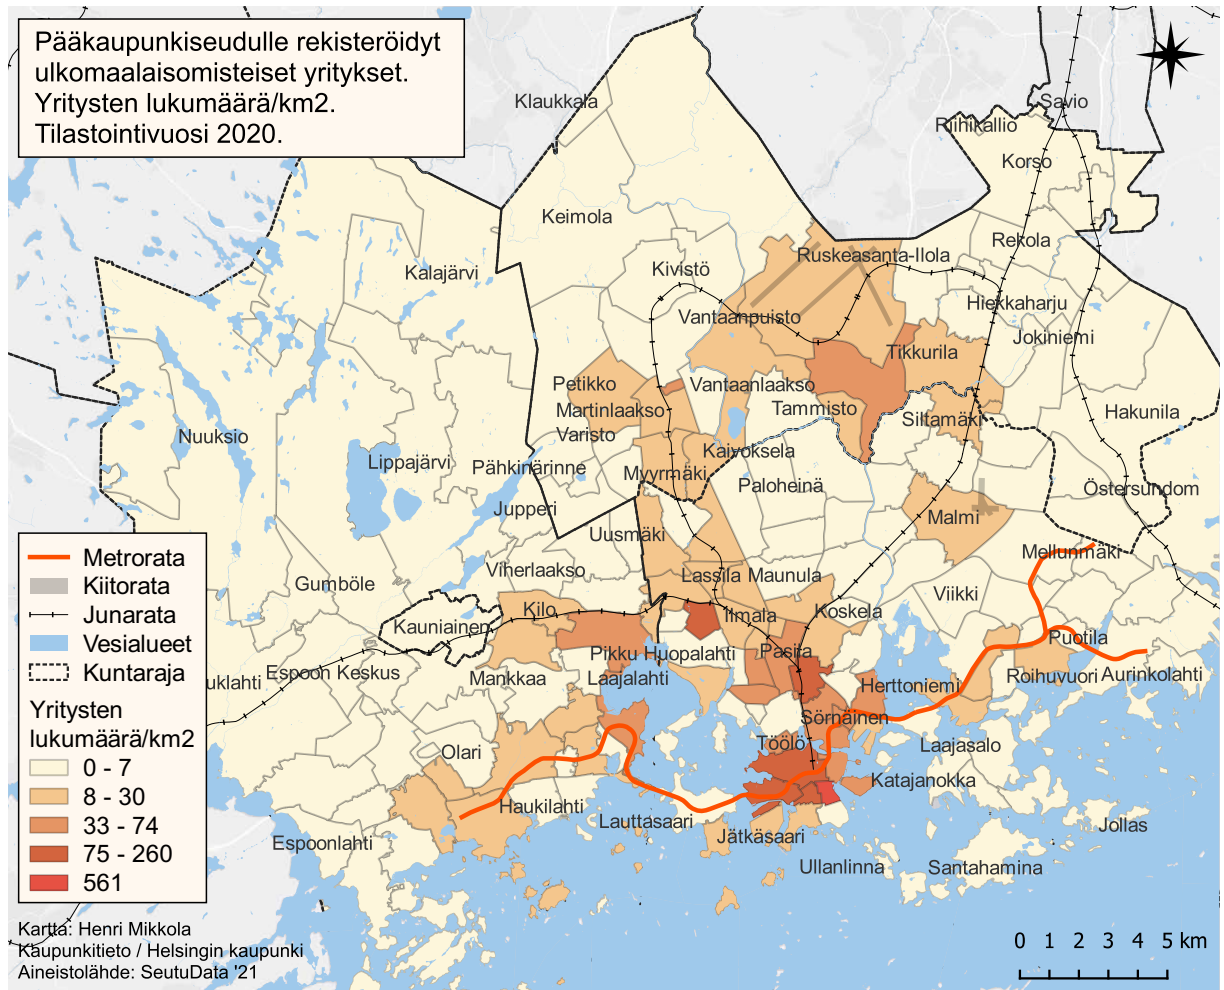 Pääkaupunkiseudulle rekisteröidyt
ulkomaalaisomisteiset yritykset.
Yritysten lukumäärä/km2.
Tilastointivuosi 2020.
Klaukkala
Savio
Riihikallio
Korso
Keimola
Rekola
Ruskeasanta-Ilola
Kivistö
Kalajärvi
Hiekkaharju
Vantaanpuisto
Jokiniemi
Tikkurila
Petikko
Vantaanlaakso
Martinlaakso
Tammisto
Hakunila
Siltamäki
Varisto
Nuuksio
Kaivoksela
Lippajärvi
Pähkinärinne
Myyrmäki
Paloheinä
Östersundom
Jupperi
Malmi
Uusmäki
Mellunmäki
Viherlaakso
Lassila
Maunula
Gumböle
Viikki
Kilo
Ilmala
Koskela
Kauniainen
Puotila
Pikku Huopalahti
Pasila
Espoon Keskus
Mankkaa
Laajalahti
Roihuvuori
Aurinkolahti
uklahti
Herttoniemi
Sörnäinen
Olari
Töölö
Laajasalo
Katajanokka
Haukilahti
Lauttasaari
Jätkäsaari
Jollas
Espoonlahti
Ullanlinna
Santahamina
Metrorata
Kiitorata
Junarata
Vesialueet
Kuntaraja
Yritysten
lukumäärä/km2
0 - 7
8 - 30
33 - 74
75 - 260
561
Kartta: Henri Mikkola
Kaupunkitieto / Helsingin kaupunki
Aineistolähde: SeutuData '21
0 1 2 3 4 5 km